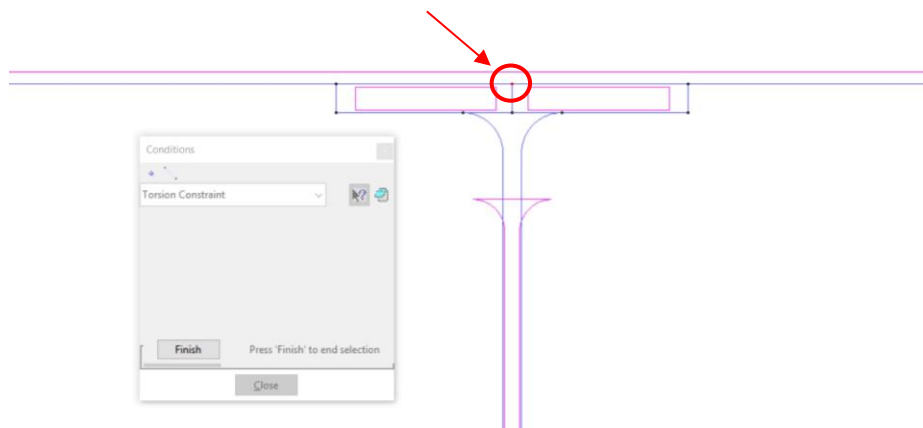 Conditions
Torsion Constraint
Finish Press 'Finish' to end selection
Close